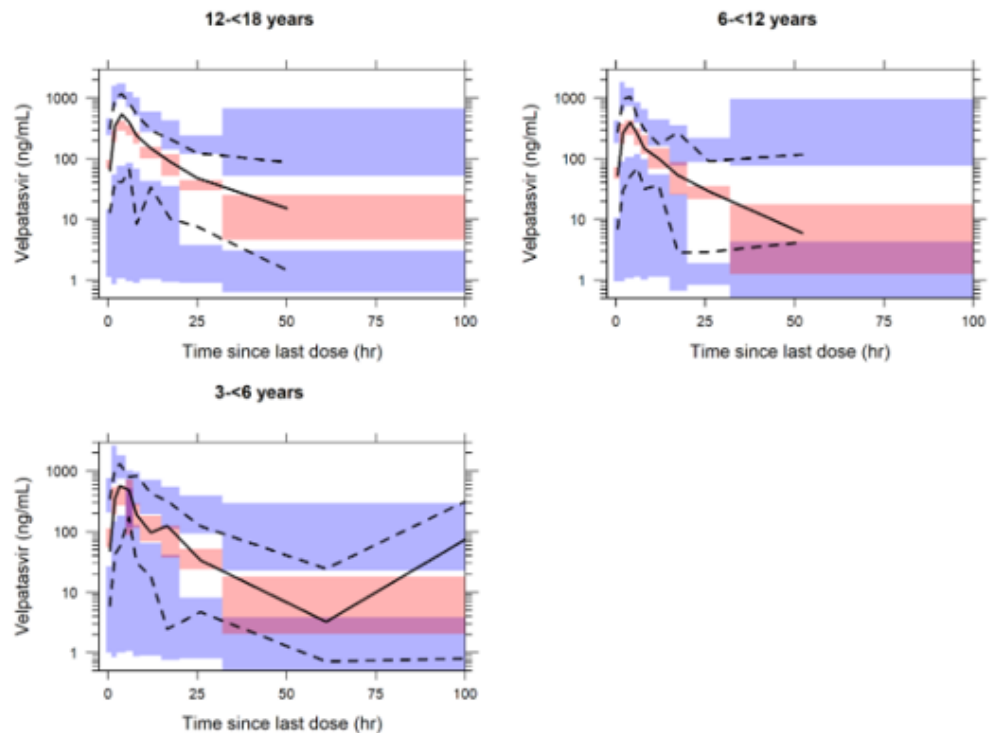 12-<18 years
6-<12 years
Velpatasvir (ng/mL)
1000
100
10
1
0 25 50 75 100
Time since last dose (hr)
Velpatasvir (ng/mL)
1000
100
10
1
0 25 50 75 100
Time since last dose (hr)
3-<6 years
Velpatasvir (ng/mL)
1000
100
10
1
0 25 50 75 100
Time since last dose (hr)